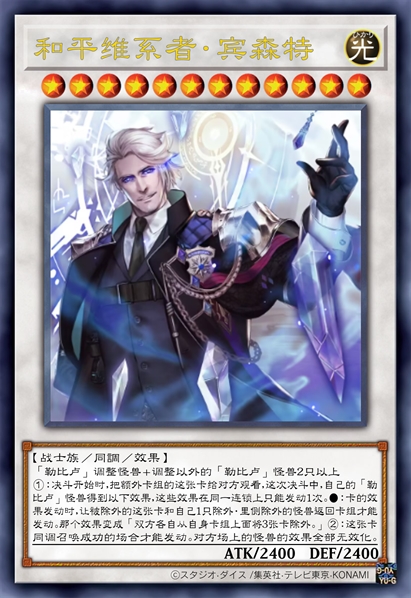 和平维系者·宾森特
ひかり
光
【战士族／同調／效果】
「勒比卢」调整怪兽＋调整以外的「勒比卢」怪兽2只以上
①：决斗开始时,把额外卡组的这张卡给对方观看,这次决斗中,自己的「勒比
卢」怪兽得到以下效果,这些效果在同一连锁上只能发动1次。●：卡的效
果发动时,以被除外的这张卡和自己1只除外・里侧除外的怪兽返回卡组才能
发动。那个效果变成「双方各自从自身卡组上面将3张卡除外。」②：这张卡
同调召唤成功的场合才能发动。对方场上的怪兽的效果全部无效化。
ATK/2400 DEF/2400
©スタジオ・ダイス /集英社・テレビ東京・KONAMI